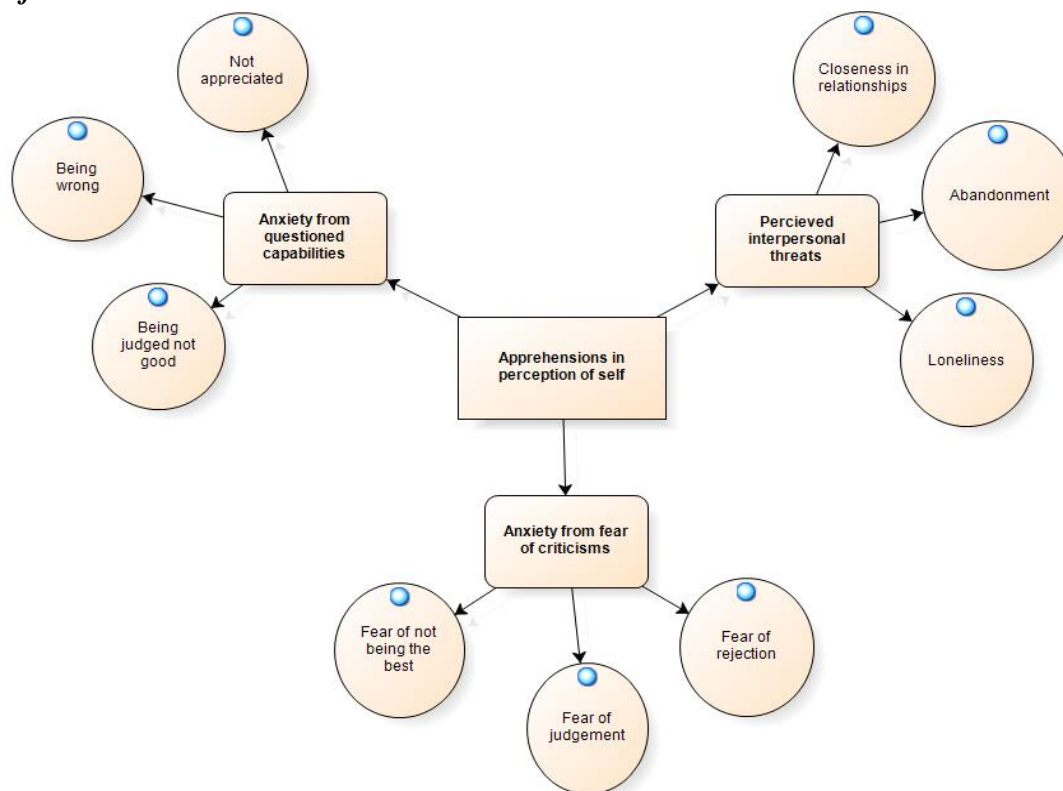 Not
appreciated
Closeness in
relationships
Being
wrong
Abandonment
Anxiety from
questioned
capabilities
Percieved
interpersonal
threats
Being
judged not
good
Loneliness
Apprehensions in
perception of self
Anxiety from fear
of criticisms
Fear of not
being the
best
Fear of
judgement
Fear of
rejection